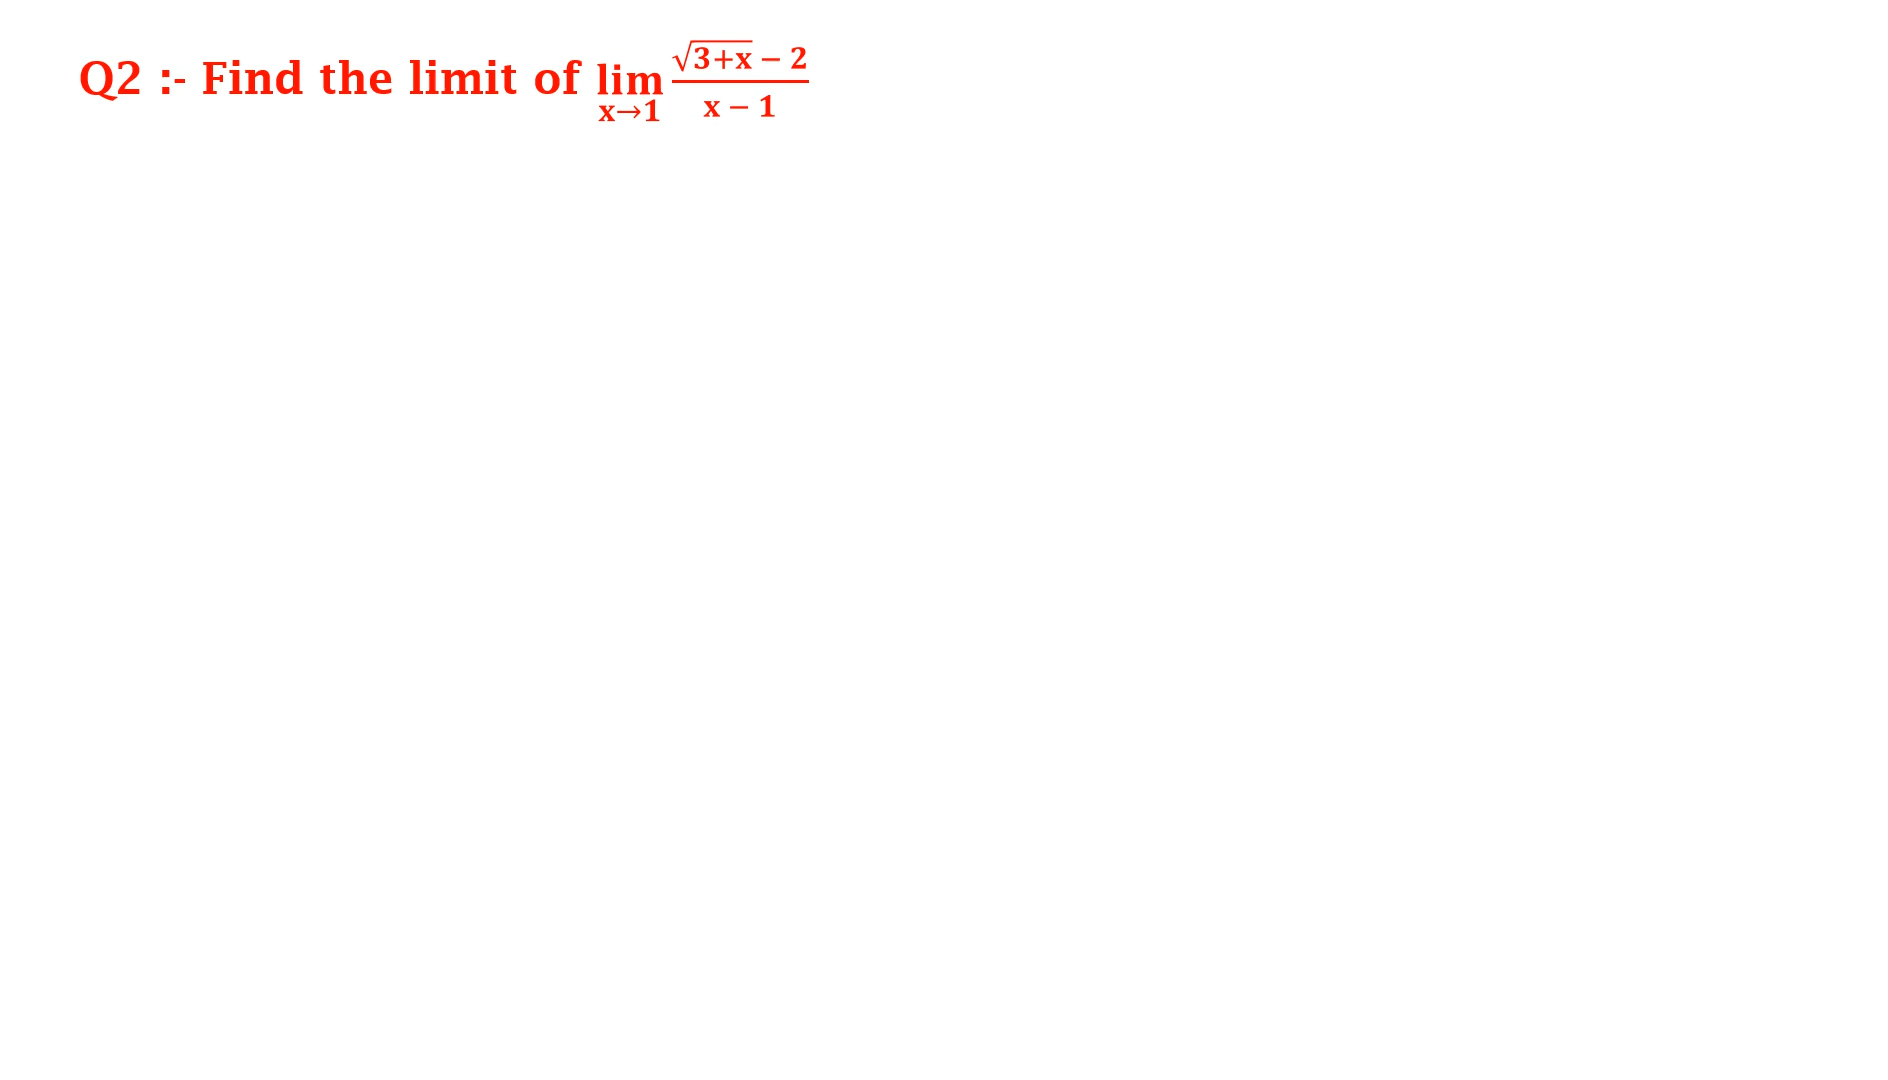 Q2 :- Find the limit of lim x→1 √3+x − 2 / x − 1